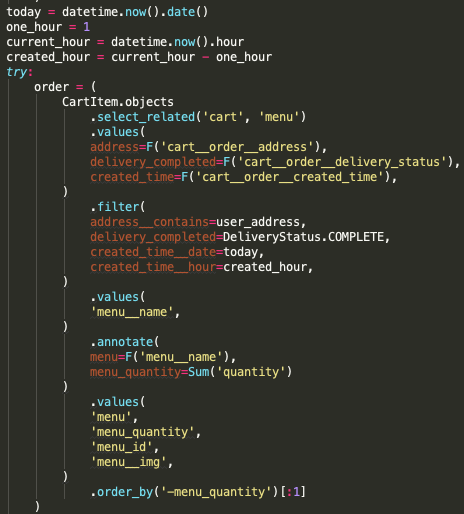 today = datetime.now().date()
one_hour = 1
current_hour = datetime.now().hour
created_hour = current_hour - one_hour
try:
    order = (
        CartItem.objects
            .select_related('cart', 'menu')
            .values(
            address=F('cart__order__address'),
            delivery_completed=F('cart__order__delivery_status'),
            created_time=F('cart__order__created_time'),
        )
            .filter(
            address__contains=user_address,
            delivery_completed=DeliveryStatus.COMPLETE,
            created_time__date=today,
            created_time__hour=created_hour,
        )
            .values(
            'menu__name',
        )
            .annotate(
            menu=F('menu__name'),
            menu_quantity=Sum('quantity')
        )
            .values(
            'menu',
            'menu_quantity',
            'menu_id',
            'menu__img',
        )
            .order_by('-menu_quantity')[:1]
    )